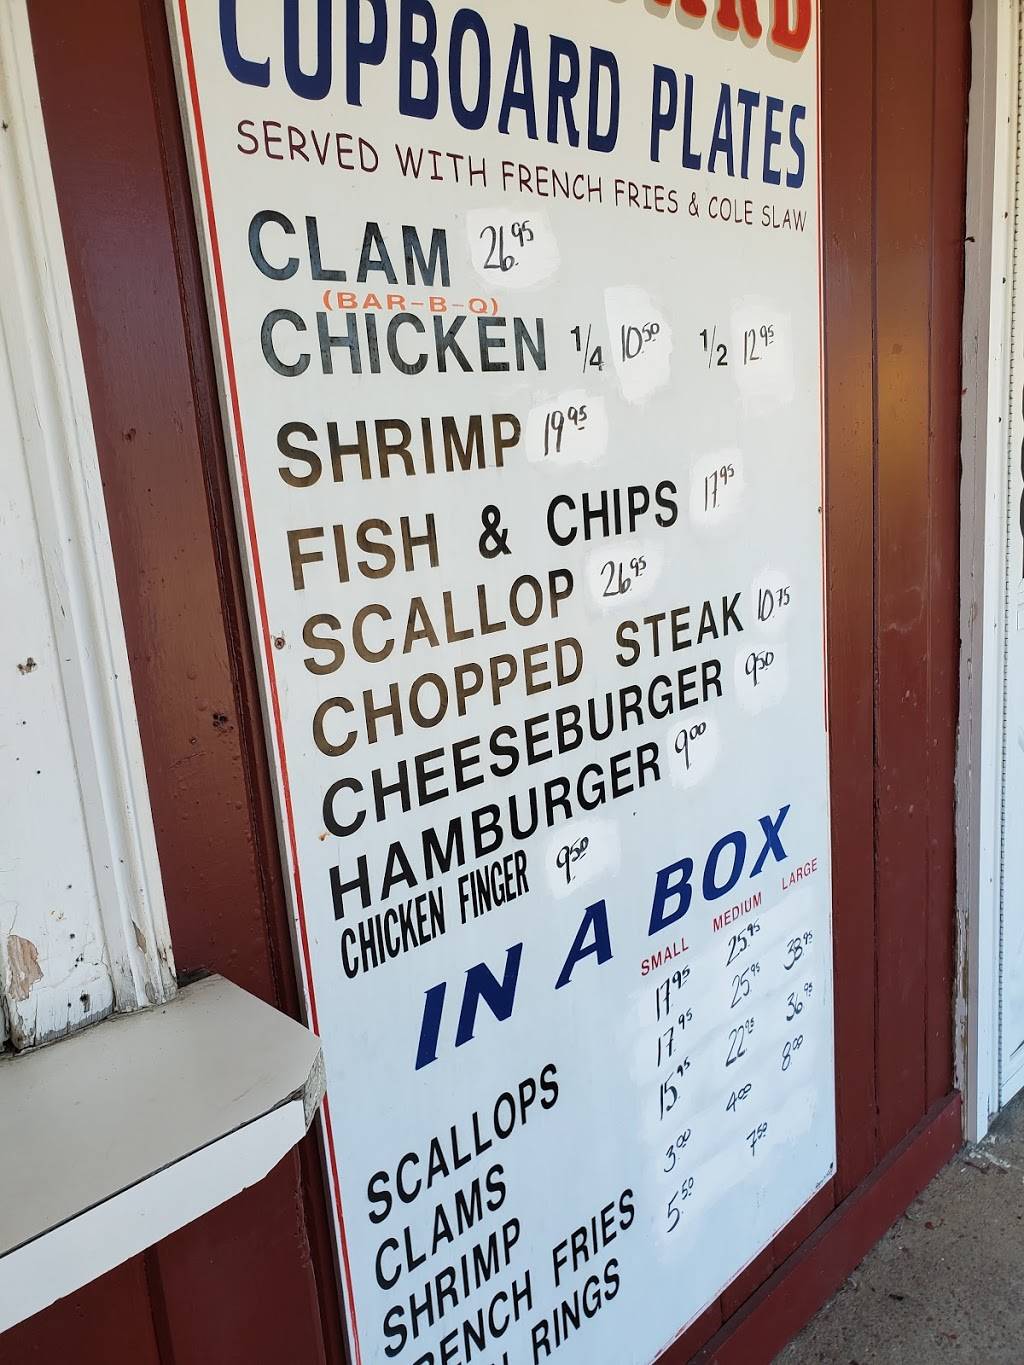 CUPBOARD PLATES
SERVED WITH FRENCH FRIES & COLE SLAW
CLAM 26.95
(BAR-B-Q)
CHICKEN 1/4 10.50 1/2 12.95
SHRIMP 19.95
FISH & CHIPS 17.95
SCALLOP 26.95
CHOPPED STEAK 10.75
CHEESEBURGER 9.50
HAMBURGER 9.00
CHICKEN FINGER 9.50
IN A BOX
SMALL MEDIUM LARGE
SCALLOPS 17.95 25.95
CLAMS 17.95 25.95 38.95
SHRIMP 15.95 22.95 36.95
FRIES 3.00 4.00 8.00
RINGS 5.50 7.50